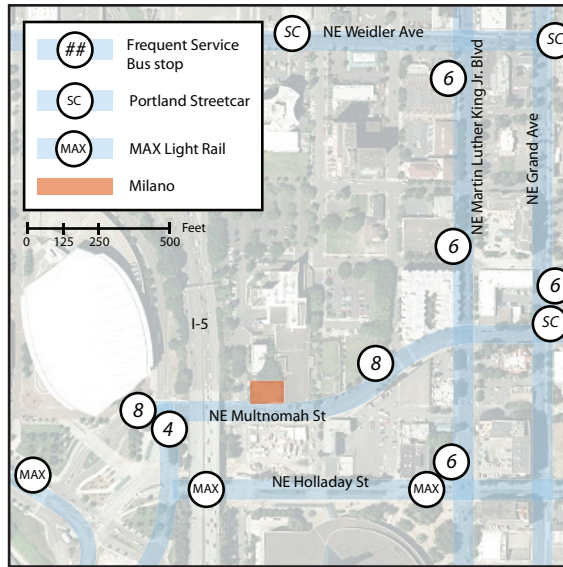 ##
Frequent Service
Bus stop
SC
Portland Streetcar
MAX
MAX Light Rail
Milano
Feet
0 125 250 500
SC
NE Weidler Ave
SC
6
NE Martin Luther King Jr. Blvd
NE Grand Ave
6
6
SC
I-5
8
8
4
NE Multnomah St
6
MAX
MAX
NE Holladay St
MAX